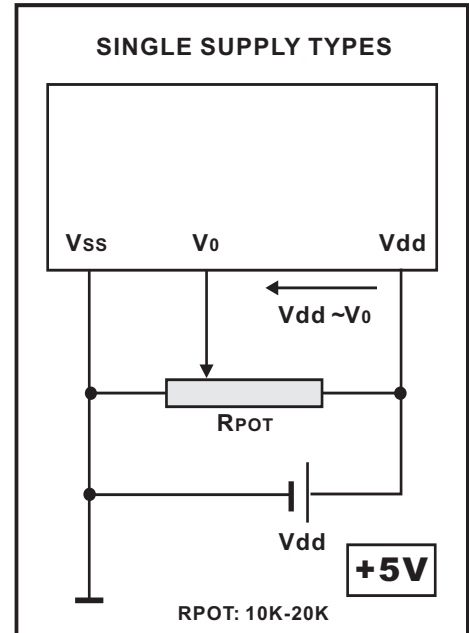 SINGLE SUPPLY TYPES
Vss V0 Vdd
Vdd ~V0
RPOT
Vdd
+5V
RPOT: 10K-20K